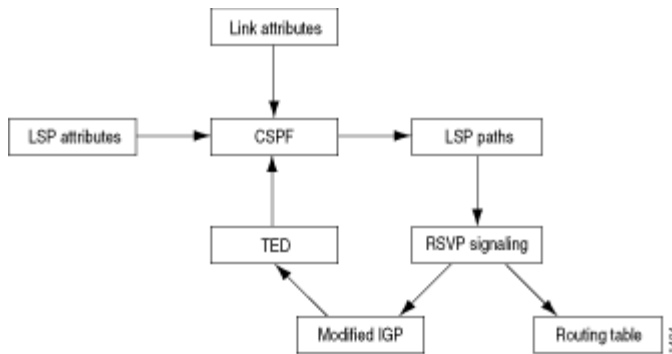 Link attributes
LSP attributes
CSPF
LSP paths
TED
RSVP signaling
Modified IGP
Routing table